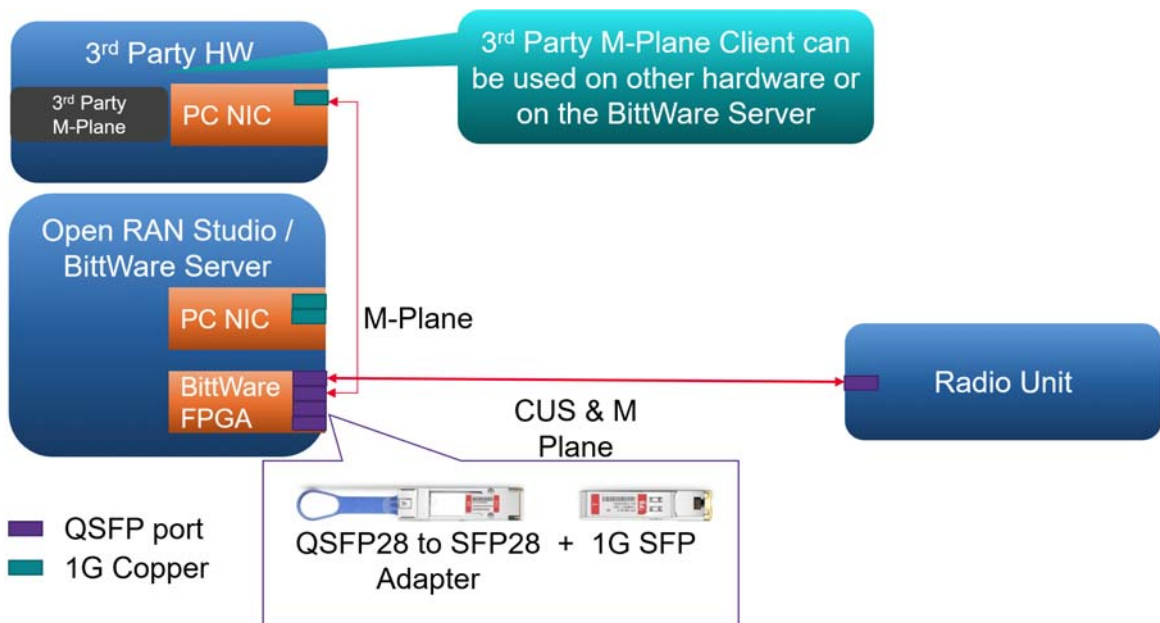 3rd Party HW
3rd Party
M-Plane
PC NIC
3rd Party M-Plane Client can
be used on other hardware or
on the BittWare Server
Open RAN Studio /
BittWare Server
PC NIC
M-Plane
BittWare
FPGA
Radio Unit
CUS & M
Plane
QSFP port
1G Copper
QSFP28 to SFP28 + 1G SFP
Adapter